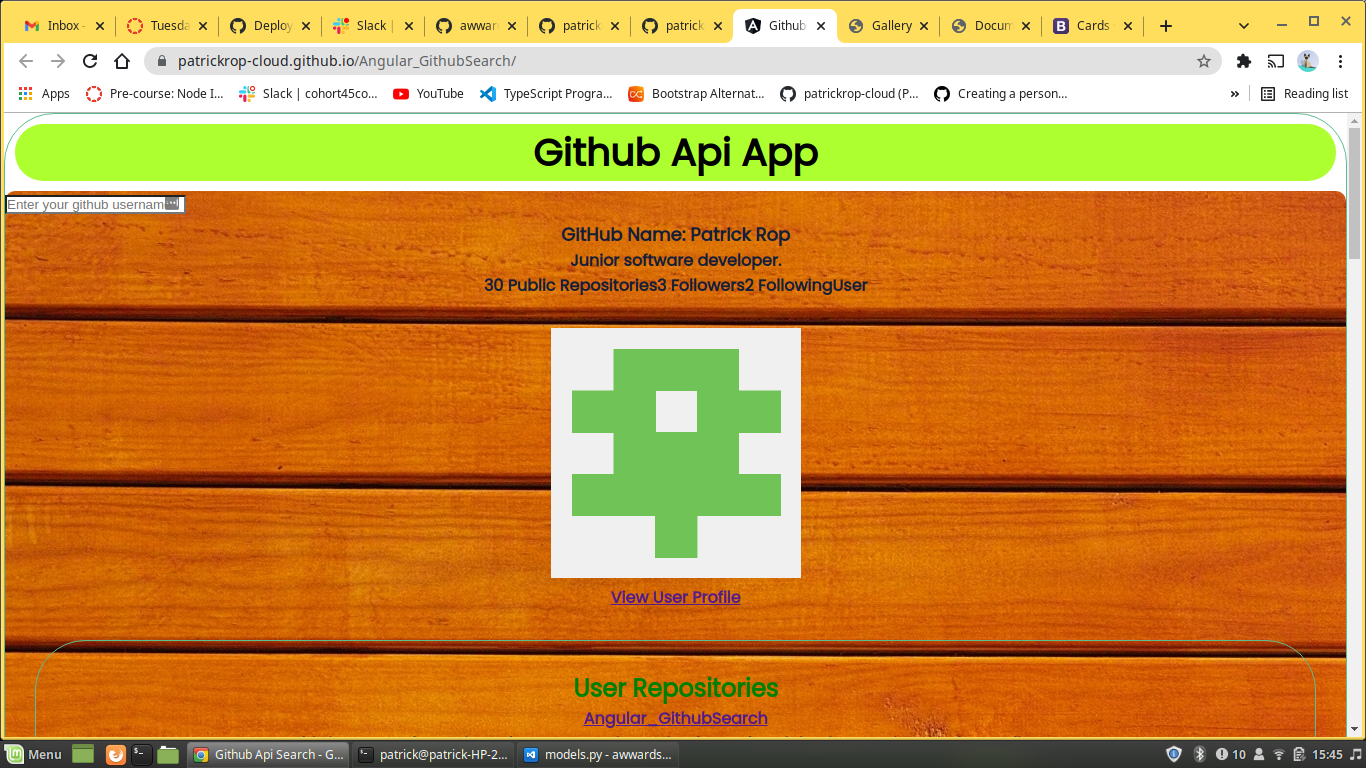 Inbox -
Tuesda
Deploy
Slack |
awwar
patrick
patrick
Github
Gallery
Docum
Cards
patrickrop-cloud.github.io/Angular_GithubSearch/
Apps
Pre-course: Node I...
Slack | cohort45co...
YouTube
TypeScript Progra...
Bootstrap Alternat...
patrickrop-cloud (P...
Creating a person...
»
Reading list
Github Api App
Enter your github username
GitHub Name: Patrick Rop
Junior software developer.
30 Public Repositories3 Followers2 FollowingUser
View User Profile
User Repositories
Angular_GithubSearch
Menu
Github Api Search - G...
patrick@patrick-HP-2...
models.py - awwards...
10
15:45